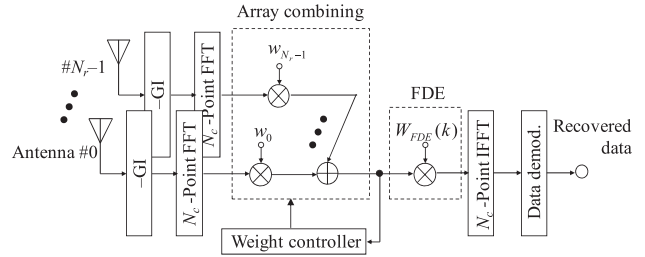 Array combining
#N_r–1
–GI
N_c -Point FFT
w_{N_r–1}
FDE
Antenna #0
–GI
N_c -Point FFT
w_0
W_{FDE}(k)
N_c -Point IFFT
Data demod.
Recovered
data
Weight controller